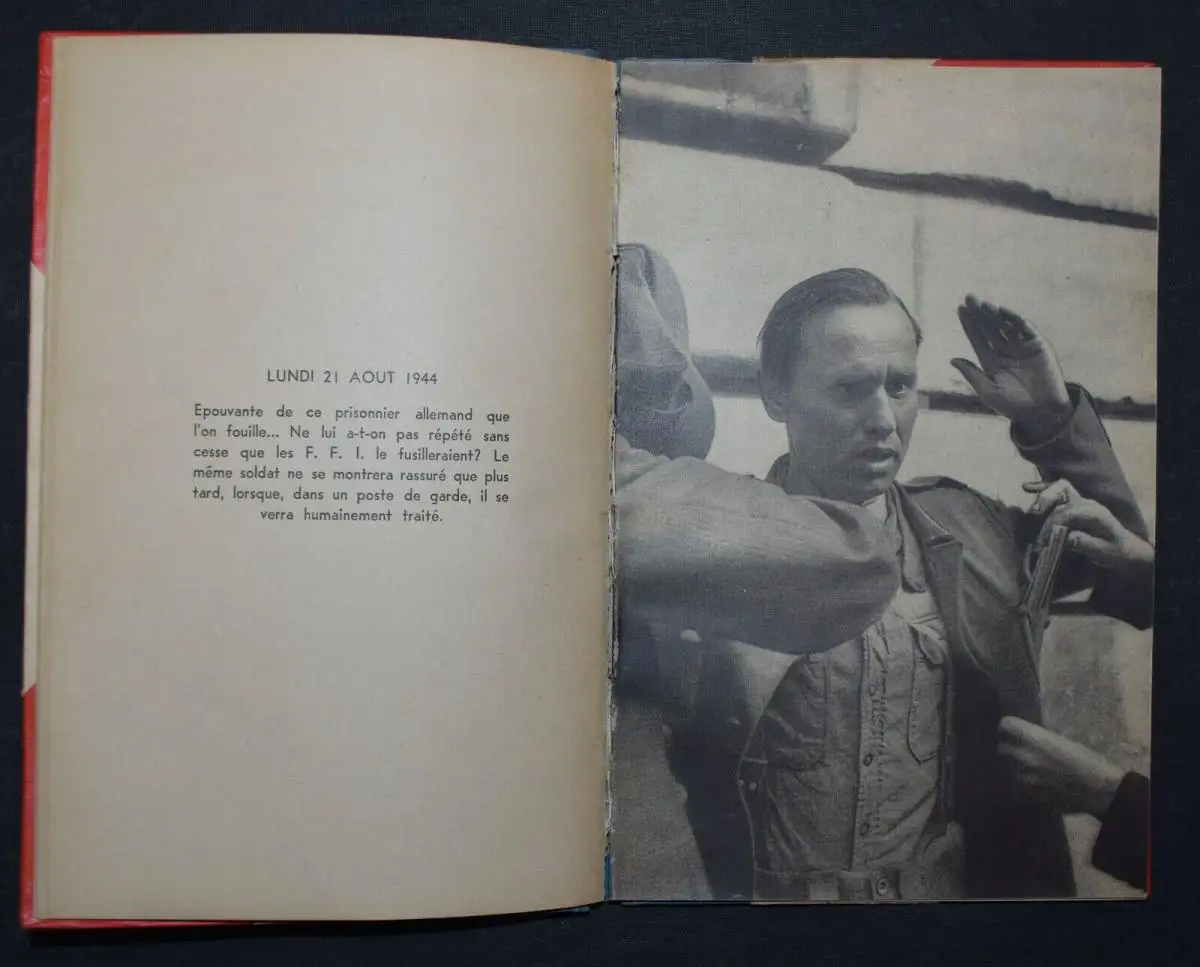 LUNDI 21 AOUT 1944
Epouvante de ce prisonnier allemand que
l'on fouille... Ne lui a-t-on pas répété sans
cesse que les F. F. I. le fusilleraient? Le
même soldat ne se montrera rassuré que plus
tard, lorsque, dans un poste de garde, il se
verra humainement traité.